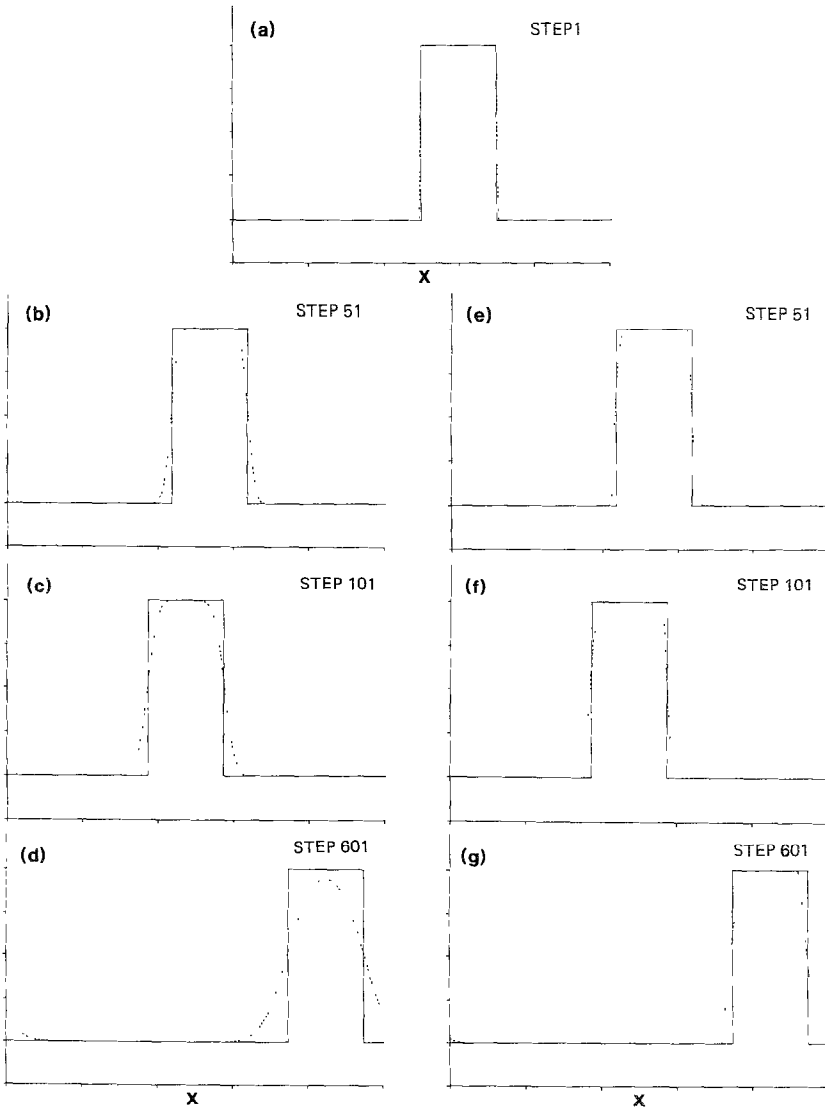 (a) STEP1
X
(b) STEP 51
(e) STEP 51
(c) STEP 101
(f) STEP 101
(d) STEP 601
(g) STEP 601
X
X